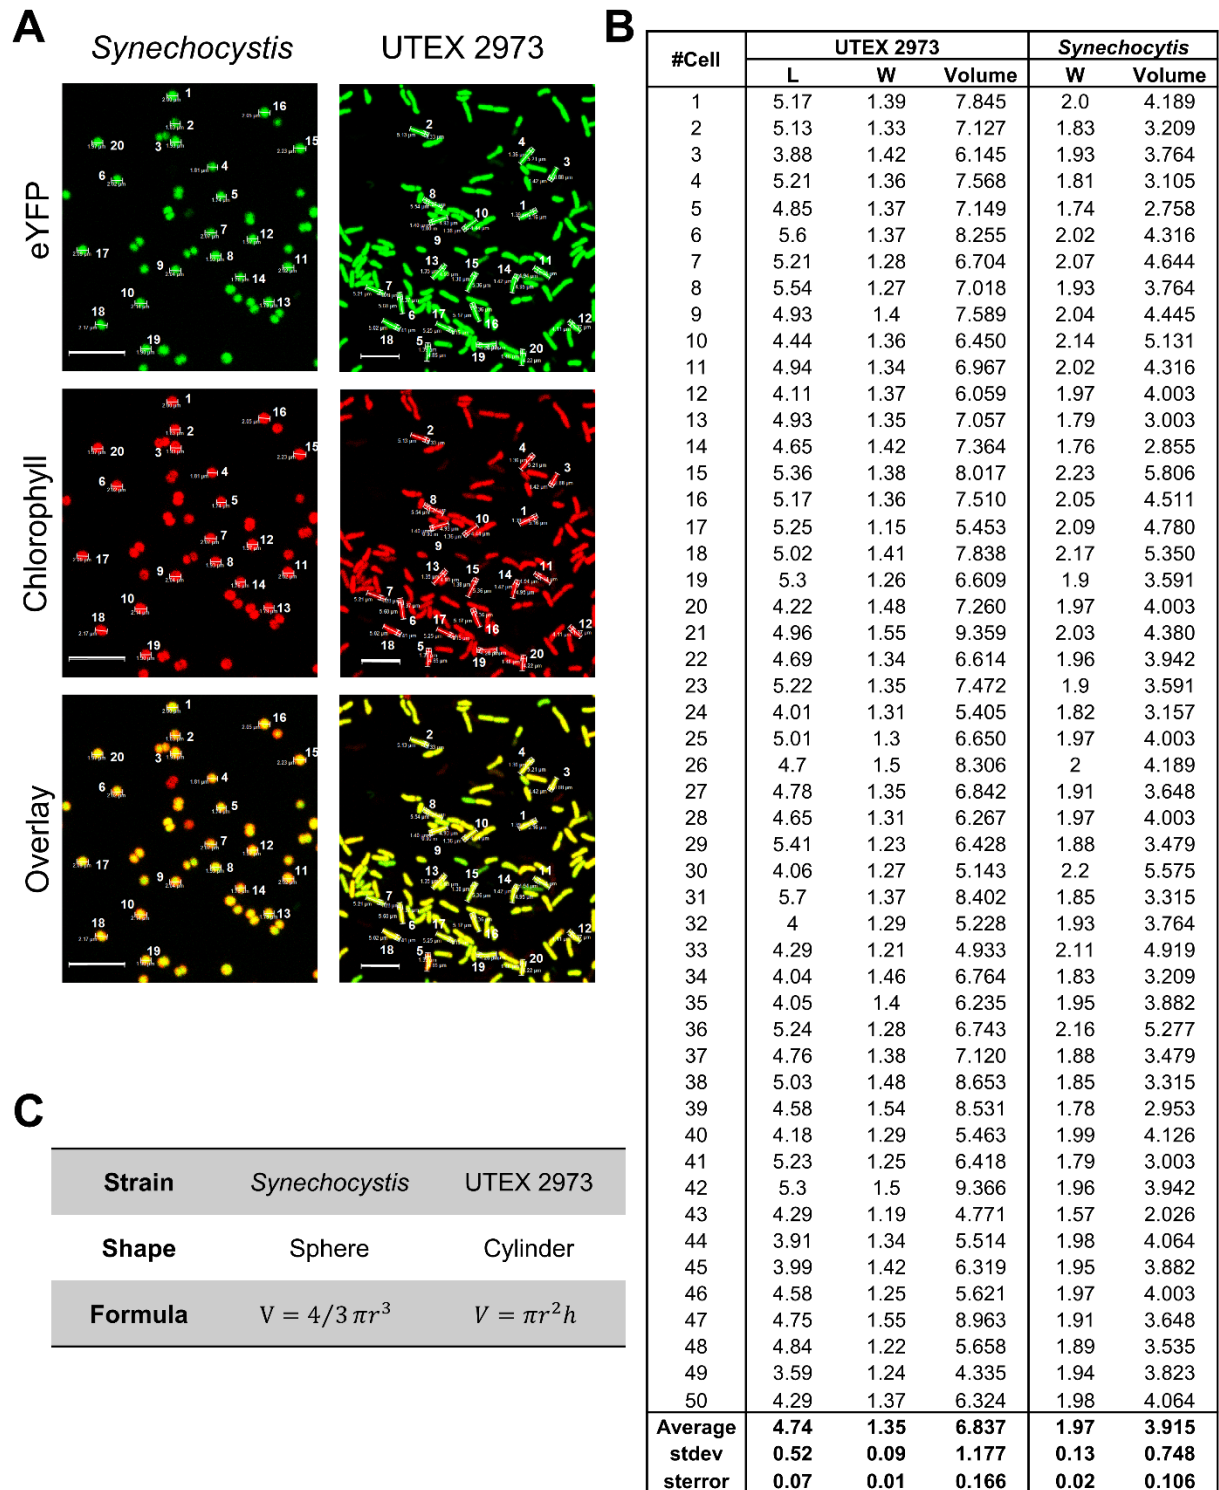 A
Synechocystis UTEX 2973
eYFP
Chlorophyll
Overlay
B
#Cell UTEX 2973 Synechocytis
L W Volume W Volume
1 5.17 1.39 7.845 2.0 4.189
2 5.13 1.33 7.127 1.83 3.209
3 3.88 1.42 6.145 1.93 3.764
4 5.21 1.36 7.568 1.81 3.105
5 4.85 1.37 7.149 1.74 2.758
6 5.6 1.37 8.255 2.02 4.316
7 5.21 1.28 6.704 2.07 4.644
8 5.54 1.27 7.018 1.93 3.764
9 4.93 1.4 7.589 2.04 4.445
10 4.44 1.36 6.450 2.14 5.131
11 4.94 1.34 6.967 2.02 4.316
12 4.11 1.37 6.059 1.97 4.003
13 4.93 1.35 7.057 1.79 3.003
14 4.65 1.42 7.364 1.76 2.855
15 5.36 1.38 8.017 2.23 5.806
16 5.17 1.36 7.510 2.05 4.511
17 5.25 1.15 5.453 2.09 4.780
18 5.02 1.41 7.838 2.17 5.350
19 5.3 1.26 6.609 1.9 3.591
20 4.22 1.48 7.260 1.97 4.003
21 4.96 1.55 9.359 2.03 4.380
22 4.69 1.34 6.614 1.96 3.942
23 5.22 1.35 7.472 1.9 3.591
24 4.01 1.31 5.405 1.82 3.157
25 5.01 1.3 6.650 1.97 4.003
26 4.7 1.5 8.306 2 4.189
27 4.78 1.35 6.842 1.91 3.648
28 4.65 1.31 6.267 1.97 4.003
29 5.41 1.23 6.428 1.88 3.479
30 4.06 1.27 5.143 2.2 5.575
31 5.7 1.37 8.402 1.85 3.315
32 4 1.29 5.228 1.93 3.764
33 4.29 1.21 4.933 2.11 4.919
34 4.04 1.46 6.764 1.83 3.209
35 4.05 1.4 6.235 1.95 3.882
36 5.24 1.28 6.743 2.16 5.277
37 4.76 1.38 7.120 1.88 3.479
38 5.03 1.48 8.653 1.85 3.315
39 4.58 1.54 8.531 1.78 2.953
40 4.18 1.29 5.463 1.99 4.126
41 5.23 1.25 6.418 1.79 3.003
42 5.3 1.5 9.366 1.96 3.942
43 4.29 1.19 4.771 1.57 2.026
44 3.91 1.34 5.514 1.98 4.064
45 3.99 1.42 6.319 1.95 3.882
46 4.58 1.25 5.621 1.97 4.003
47 4.75 1.55 8.963 1.91 3.648
48 4.84 1.22 5.658 1.89 3.535
49 3.59 1.24 4.335 1.94 3.823
50 4.29 1.37 6.324 1.98 4.064
Average 4.74 1.35 6.837 1.97 3.915
stdev 0.52 0.09 1.177 0.13 0.748
sterror 0.07 0.01 0.166 0.02 0.106
C
Strain Synechocystis UTEX 2973
Shape Sphere Cylinder
Formula V = 4/3 πr³ V = πr²h